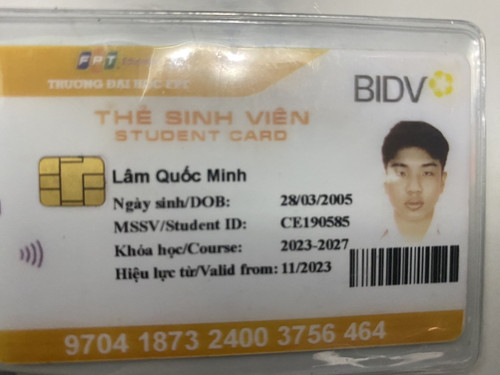 FPT
BIDV
TRƯỜNG ĐẠI HỌC FPT
THẺ SINH VIÊN
STUDENT CARD
Lâm Quốc Minh
Ngày sinh/DOB: 28/03/2005
MSSV/Student ID: CE190585
Khóa học/Course: 2023-2027
Hiệu lực từ/Valid from: 11/2023
9704 1873 2400 3756 464